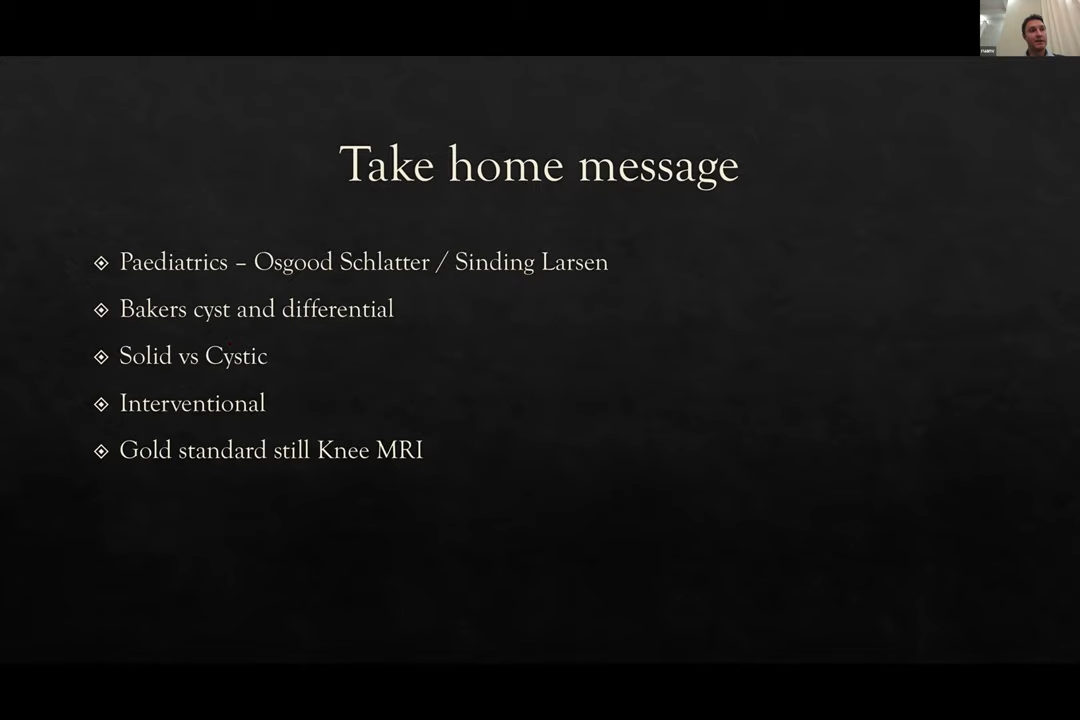 Take home message
Paediatrics – Osgood Schlatter / Sinding Larsen
Bakers cyst and differential
Solid vs Cystic
Interventional
Gold standard still Knee MRI